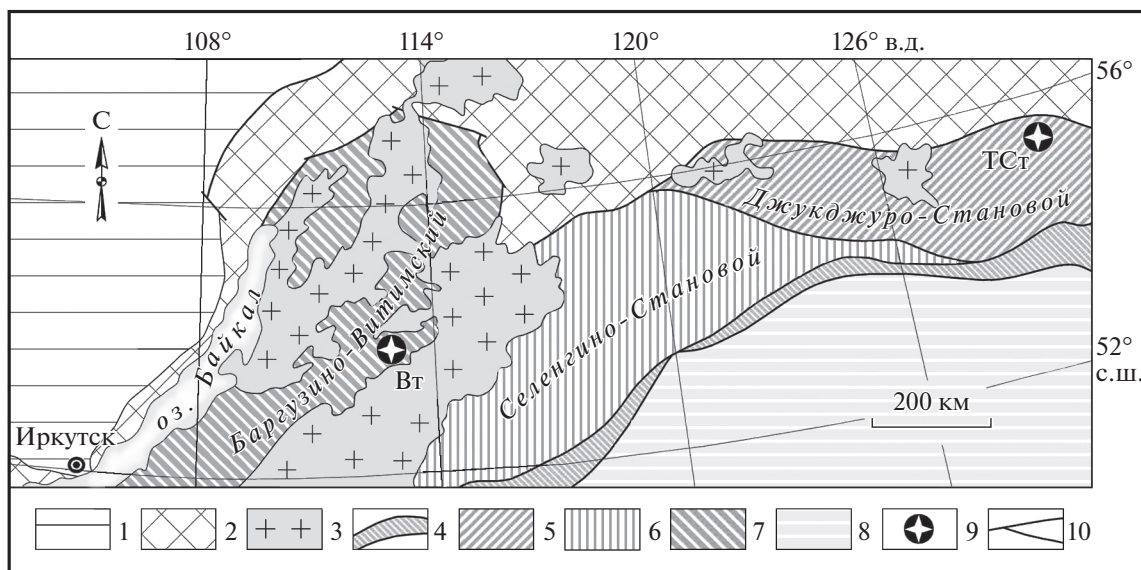 108° 114° 120° 126° в.д.
56°
С
ТСт
Джукджуро-Становой
Баргузино-Витимский
Селенгино-Становой
оз. Байкал
Вт
52°
с.ш.
200 км
Иркутск
1 2 3 4 5 6 7 8 9 10